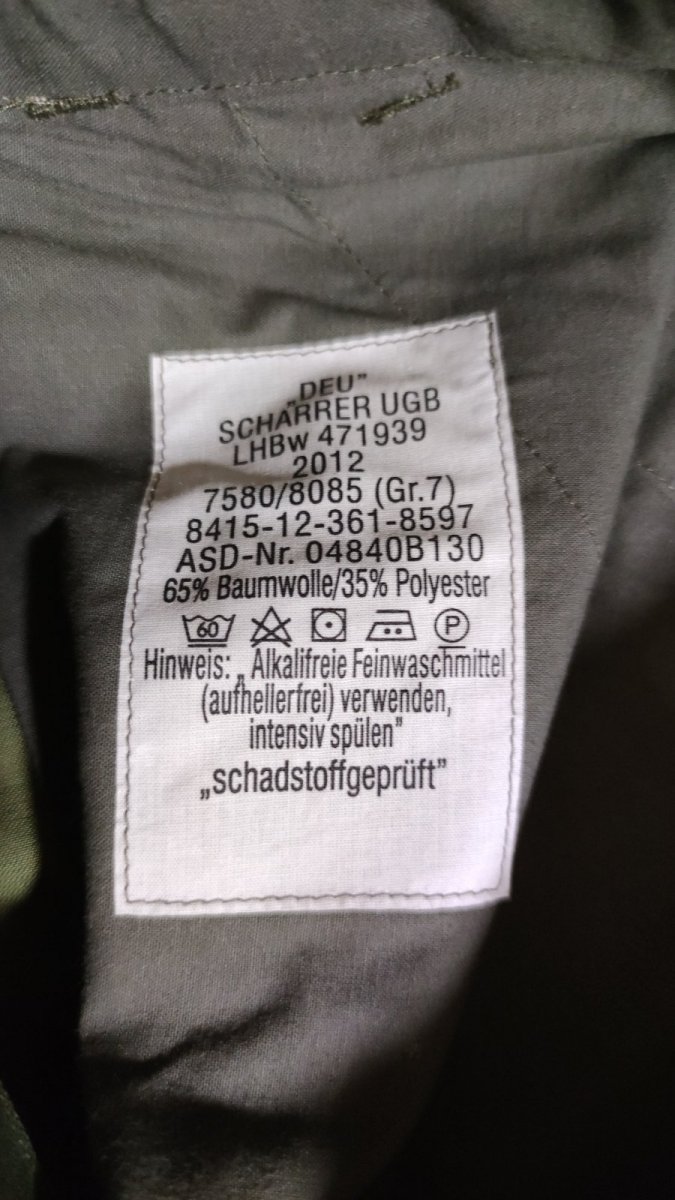 „DEU”
SCHARRER UGB
LHBw 471939
2012
7580/8085 (Gr.7)
8415-12-361-8597
ASD-Nr. 04840B130
65% Baumwolle/35% Polyester
60 P
Hinweis: „ Alkalifreie Feinwaschmittel
(aufhellerfrei) verwenden,
intensiv spülen”
„schadstoffgeprüft”